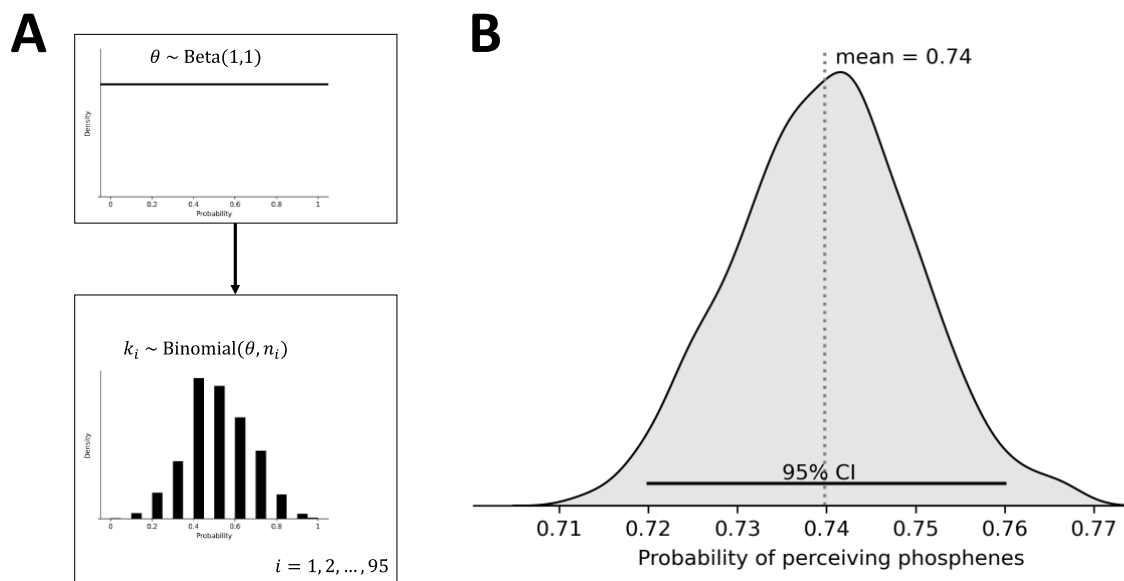 A
θ ~ Beta(1,1)
Density
0 0.2 0.4 0.6 0.8 1
Probability
k_i ~ Binomial(θ, n_i)
Density
0 0.2 0.4 0.6 0.8 1
Probability
i = 1, 2, ..., 95
B
mean = 0.74
95% CI
0.71 0.72 0.73 0.74 0.75 0.76 0.77
Probability of perceiving phosphenes